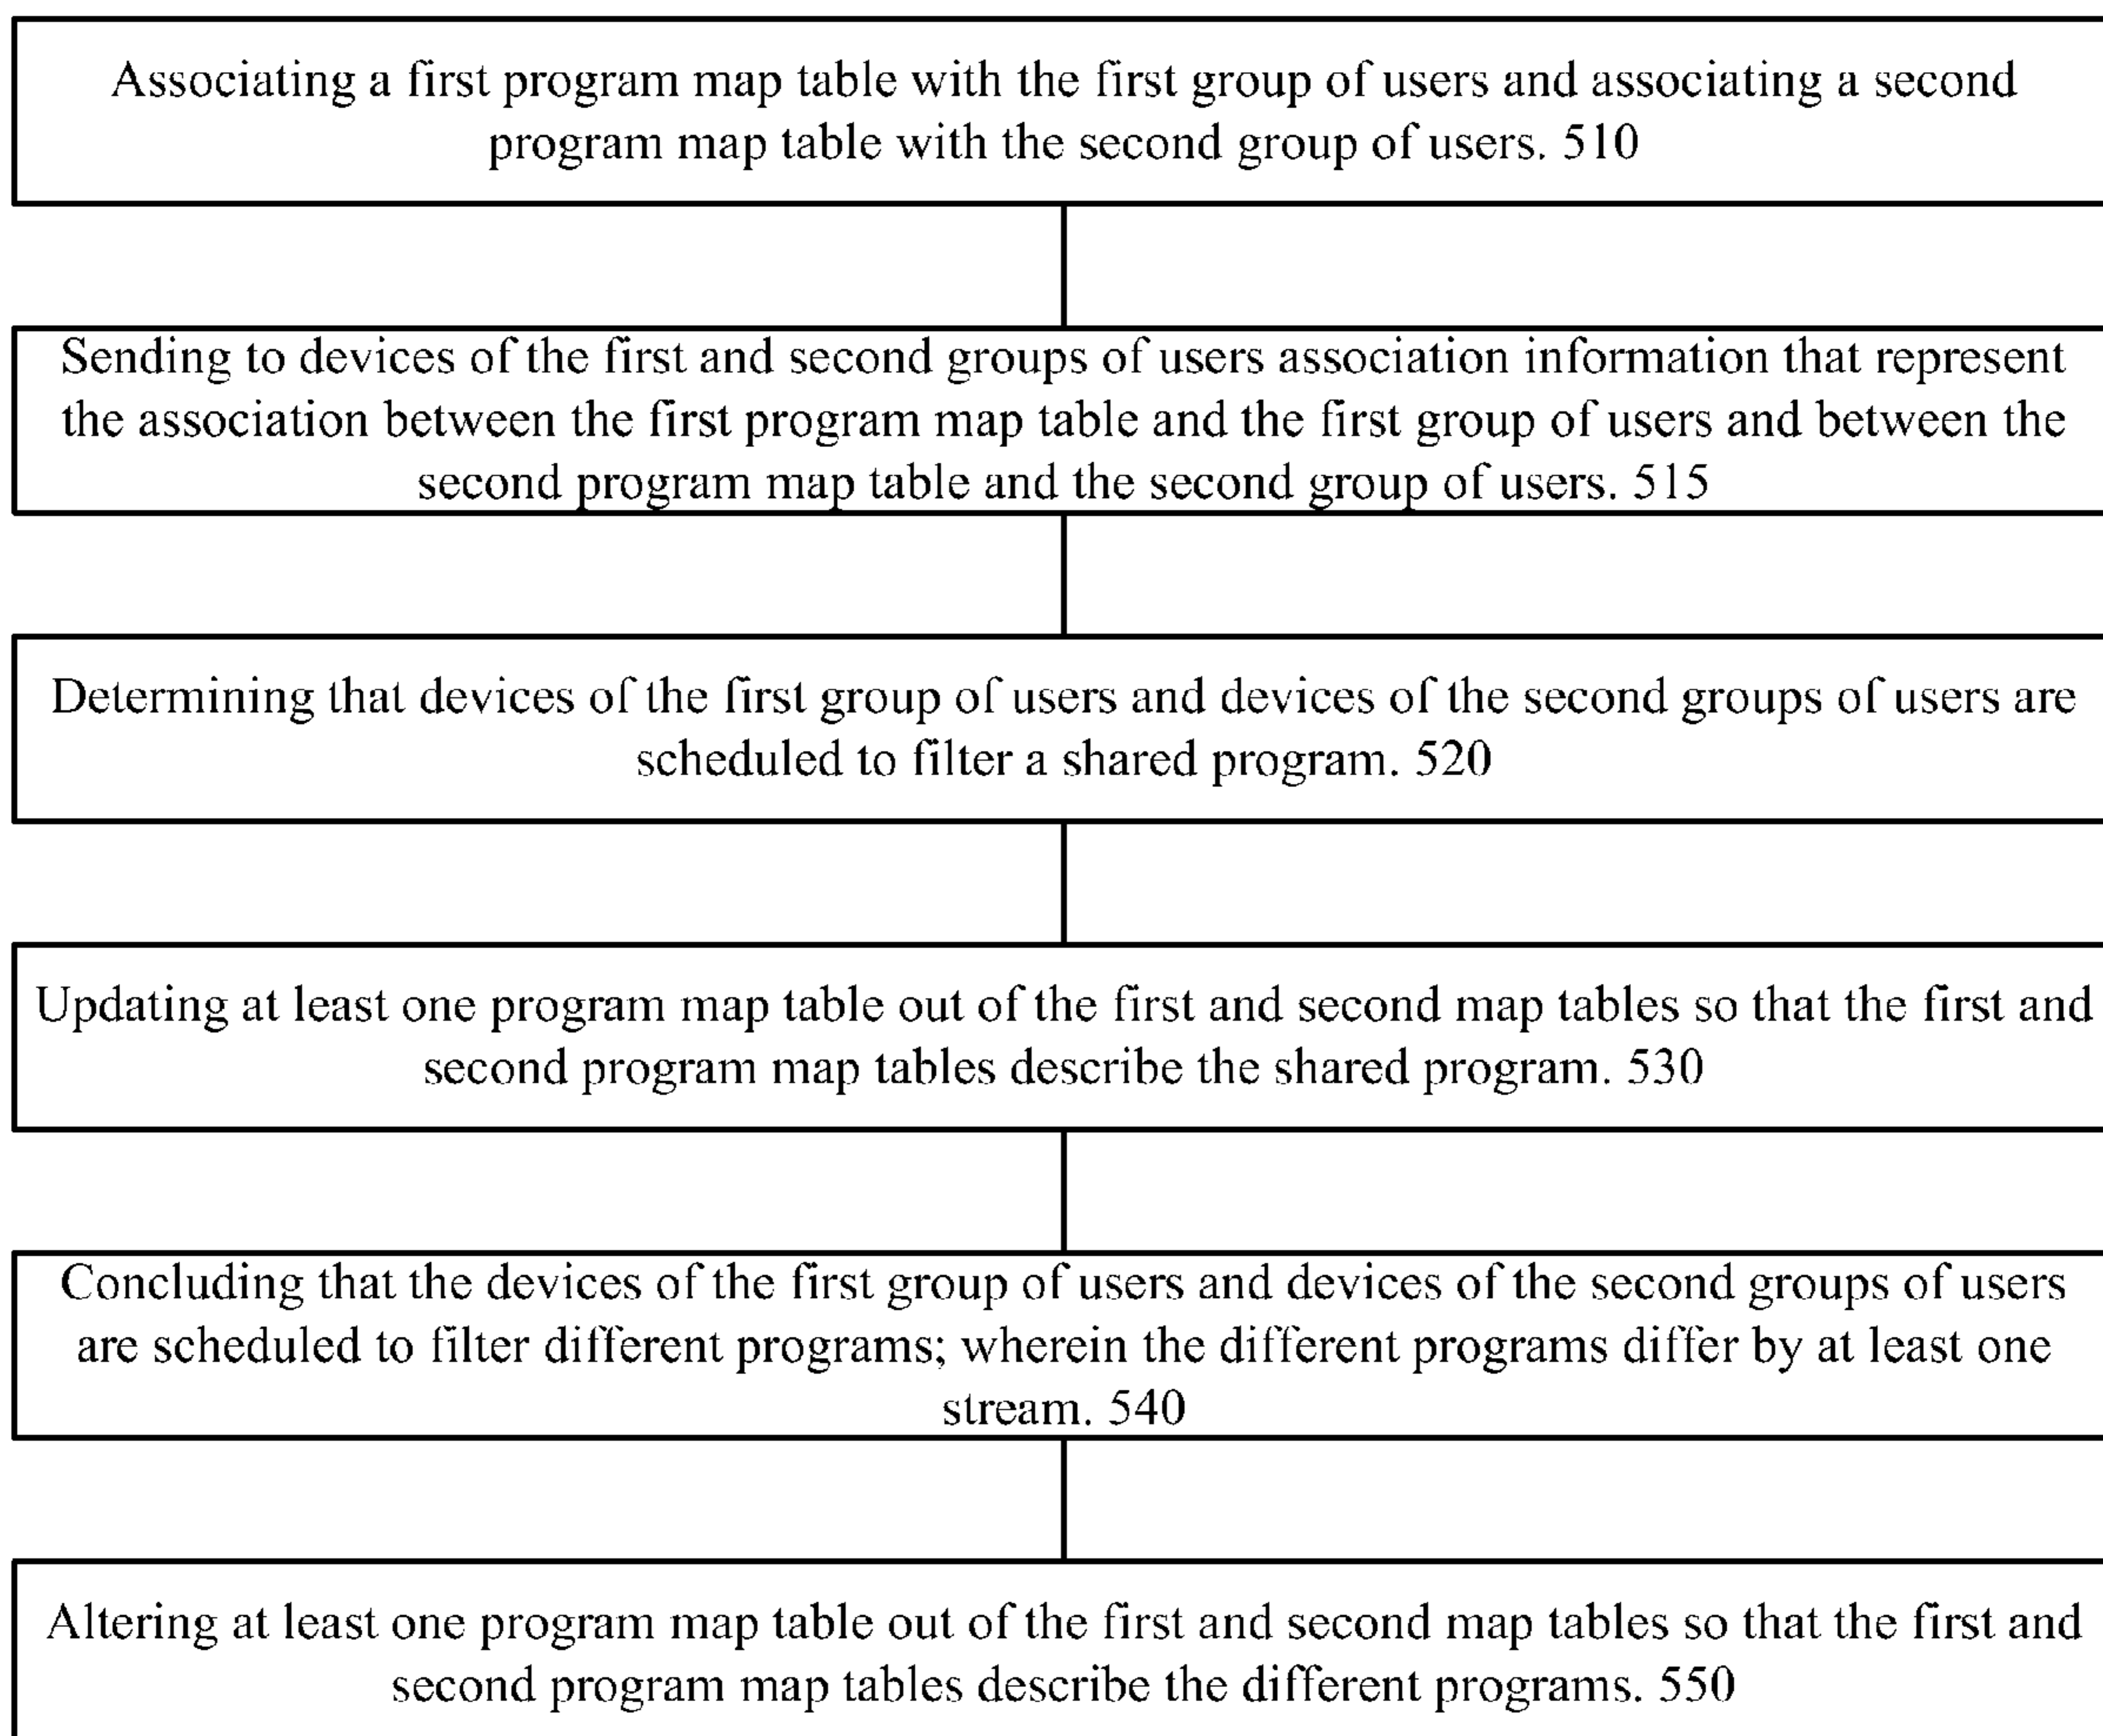 Associating a first program map table with the first group of users and associating a second
program map table with the second group of users. 510
Sending to devices of the first and second groups of users association information that represent
the association between the first program map table and the first group of users and between the
second program map table and the second group of users. 515
Determining that devices of the first group of users and devices of the second groups of users are
scheduled to filter a shared program. 520
Updating at least one program map table out of the first and second map tables so that the first and
second program map tables describe the shared program. 530
Concluding that the devices of the first group of users and devices of the second groups of users
are scheduled to filter different programs; wherein the different programs differ by at least one
stream. 540
Altering at least one program map table out of the first and second map tables so that the first and
second program map tables describe the different programs. 550